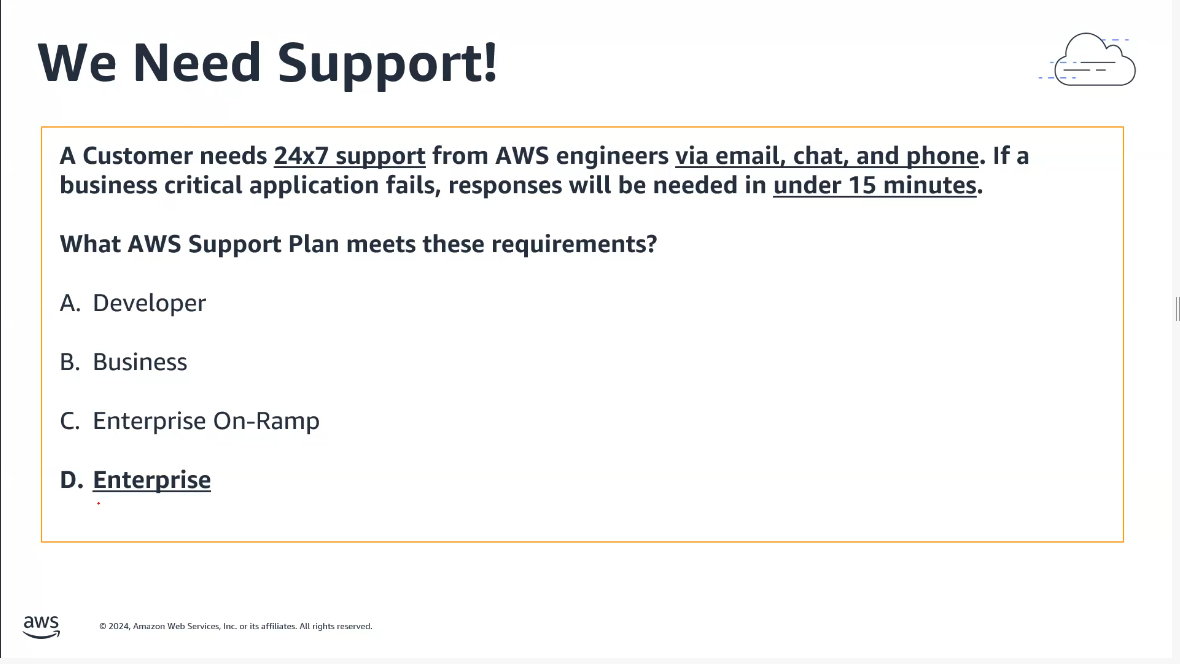 We Need Support!
A Customer needs 24x7 support from AWS engineers via email, chat, and phone. If a
business critical application fails, responses will be needed in under 15 minutes.
What AWS Support Plan meets these requirements?
A. Developer
B. Business
C. Enterprise On-Ramp
D. Enterprise
aws
© 2024, Amazon Web Services, Inc. or its affiliates. All rights reserved.